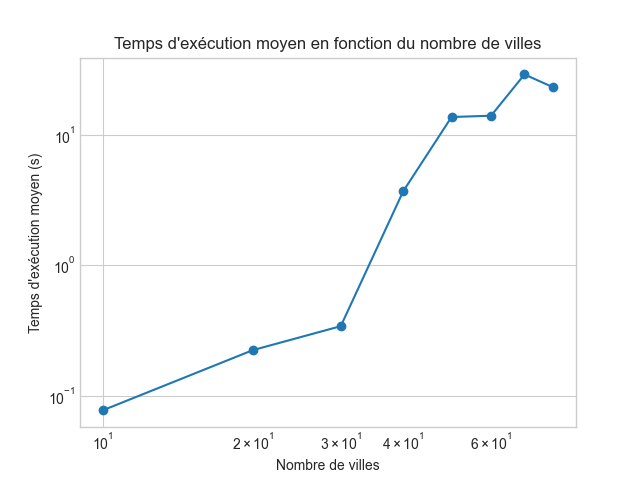 Temps d'exécution moyen en fonction du nombre de villes
Temps d'exécution moyen (s)
10¹
10⁰
10⁻¹
10¹
2 × 10¹
3 × 10¹
4 × 10¹
6 × 10¹
Nombre de villes